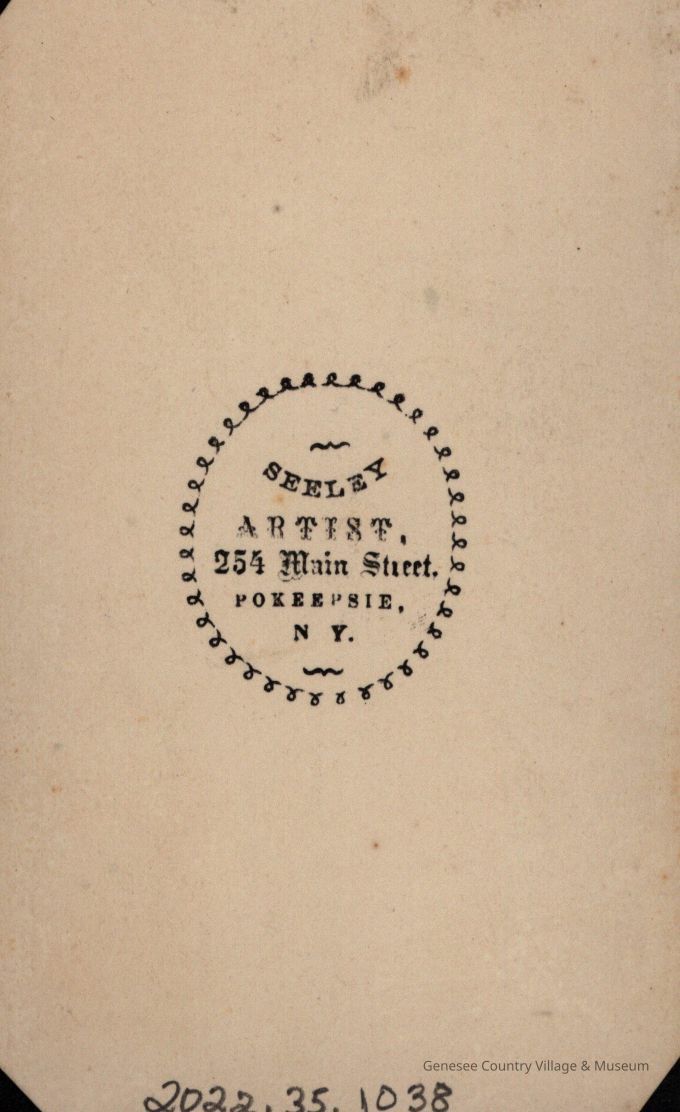 SEELEY
ARTIST,
254 Main Street.
POKEEPSIE,
N Y.
Genesee Country Village & Museum
2022.35.1038